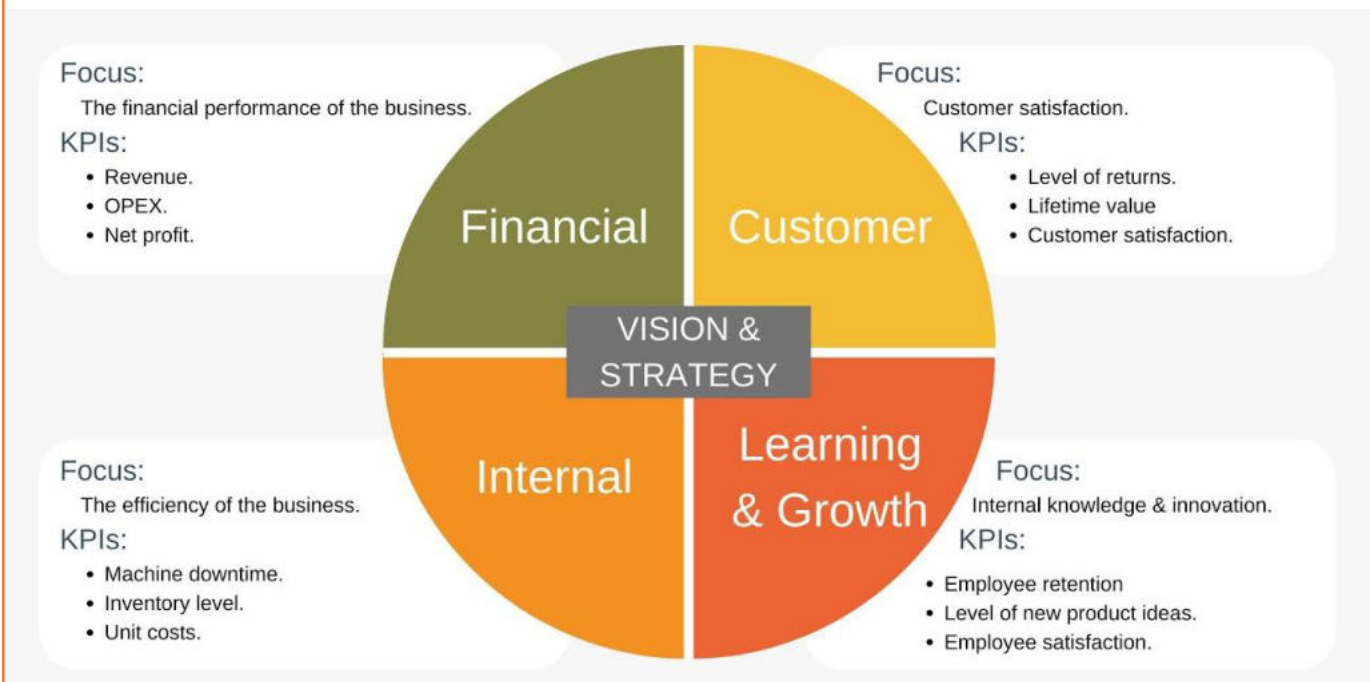 Focus:
The financial performance of the business.
KPIs:
• Revenue.
• OPEX.
• Net profit.
Financial
Customer
Focus:
Customer satisfaction.
KPIs:
• Level of returns.
• Lifetime value
• Customer satisfaction.
VISION &
STRATEGY
Focus:
The efficiency of the business.
KPIs:
• Machine downtime.
• Inventory level.
• Unit costs.
Internal
Learning
& Growth
Focus:
Internal knowledge & innovation.
KPIs:
• Employee retention
• Level of new product ideas.
• Employee satisfaction.